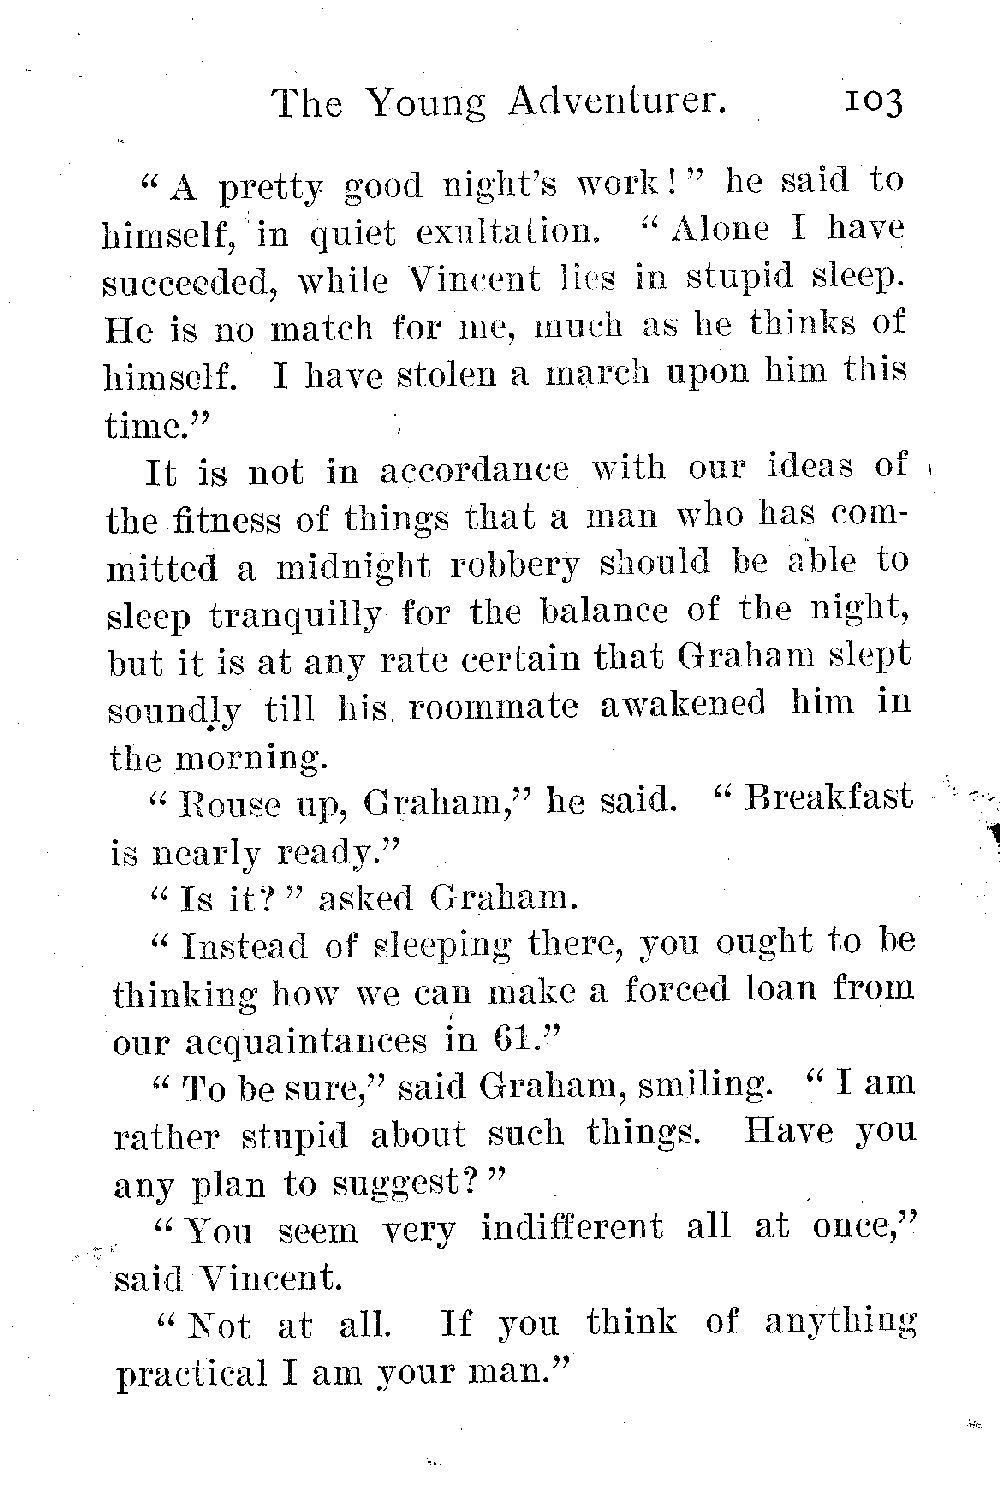 The Young Adventurer. 103
“ A pretty good night’s work! ” he said to
himself, in quiet exultation. “ Alone I have
succeeded, while Vincent lies in stupid sleep.
He is no match for me, much as he thinks of
himself. I have stolen a march upon him this
time.”
It is not in accordance with our ideas of
the fitness of things that a man who has com-
mitted a midnight robbery should be able to
sleep tranquilly for the balance of the night,
but it is at any rate certain that Graham slept
soundly till his roommate awakened him in
the morning.
“ Rouse up, Graham,” he said. “ Breakfast
is nearly ready.”
“ Is it? ” asked Graham.
“ Instead of sleeping there, you ought to be
thinking how we can make a forced loan from
our acquaintances in 61.”
“ To be sure,” said Graham, smiling. “ I am
rather stupid about such things. Have you
any plan to suggest? ”
“ You seem very indifferent all at once,”
said Vincent.
“ Not at all. If you think of anything
practical I am your man.”